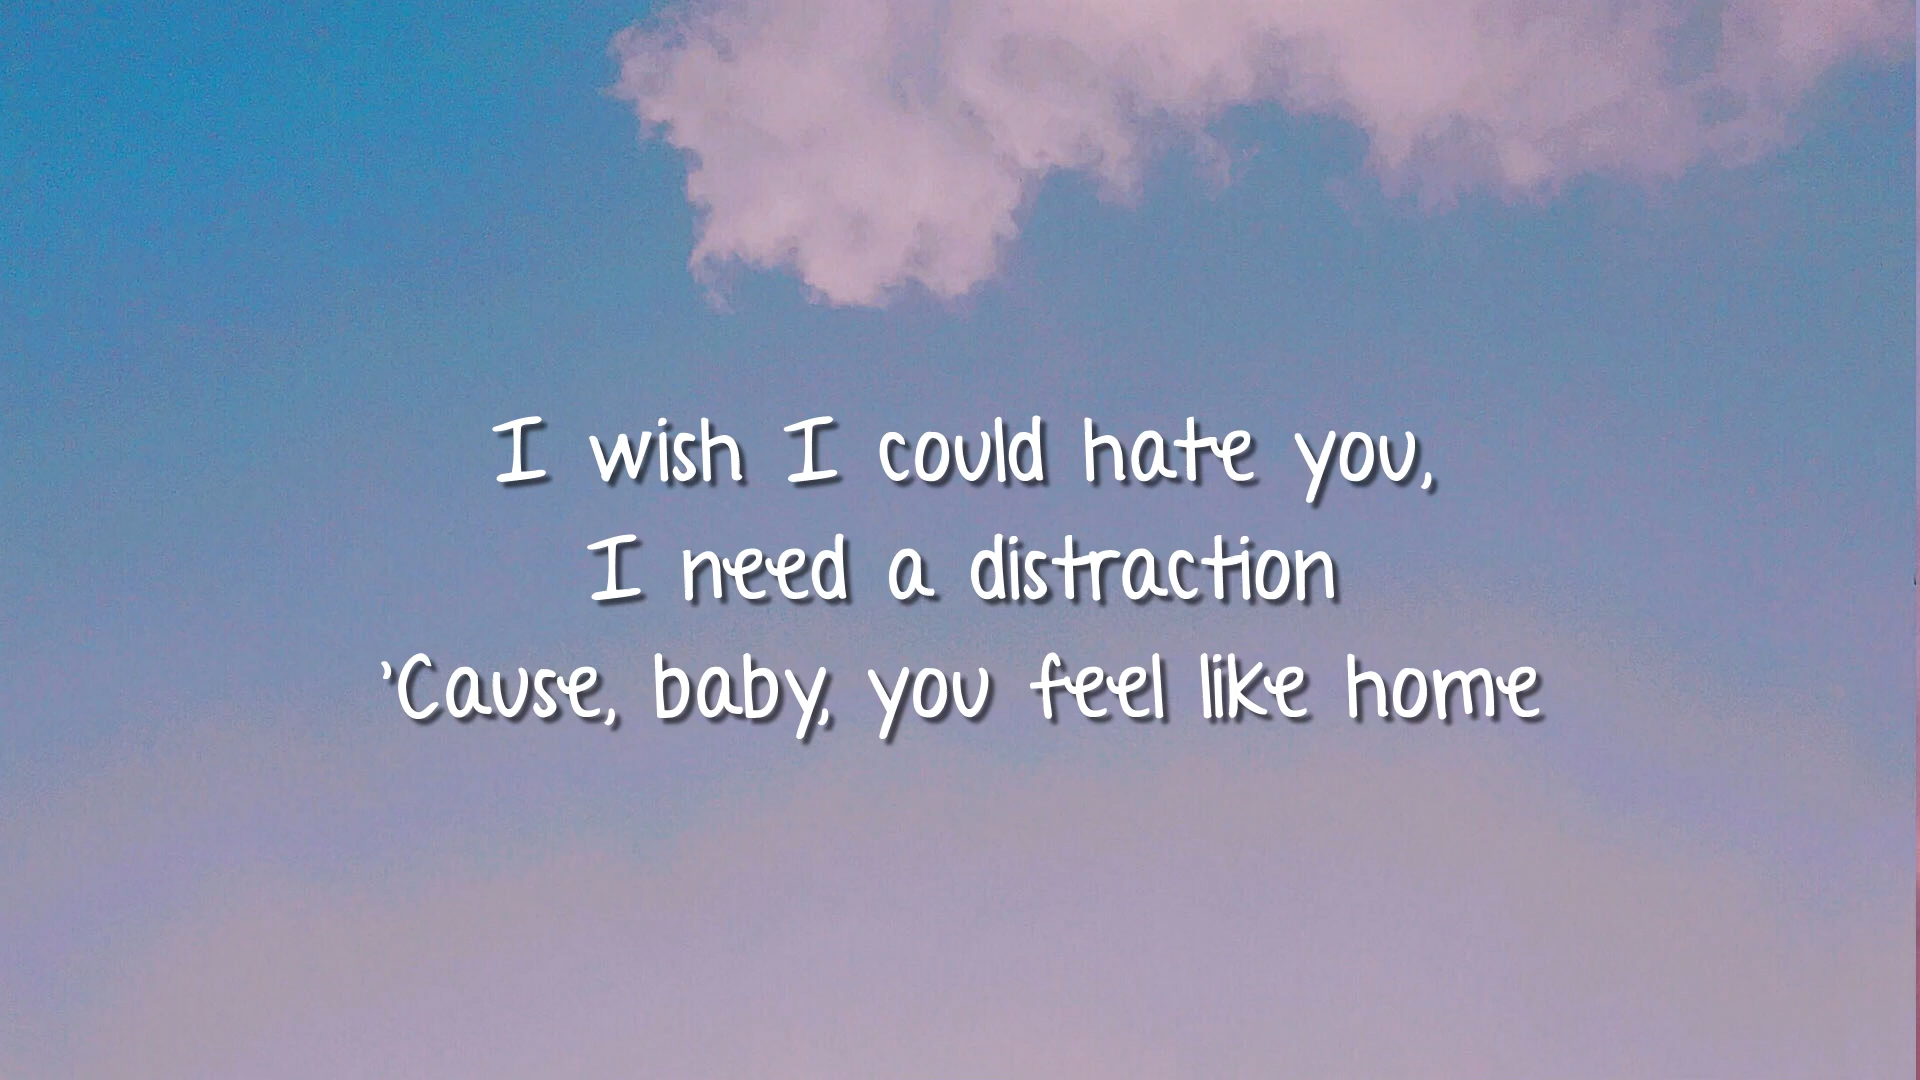 I wish I could hate you,
I need a distraction
'Cause, baby, you feel like home